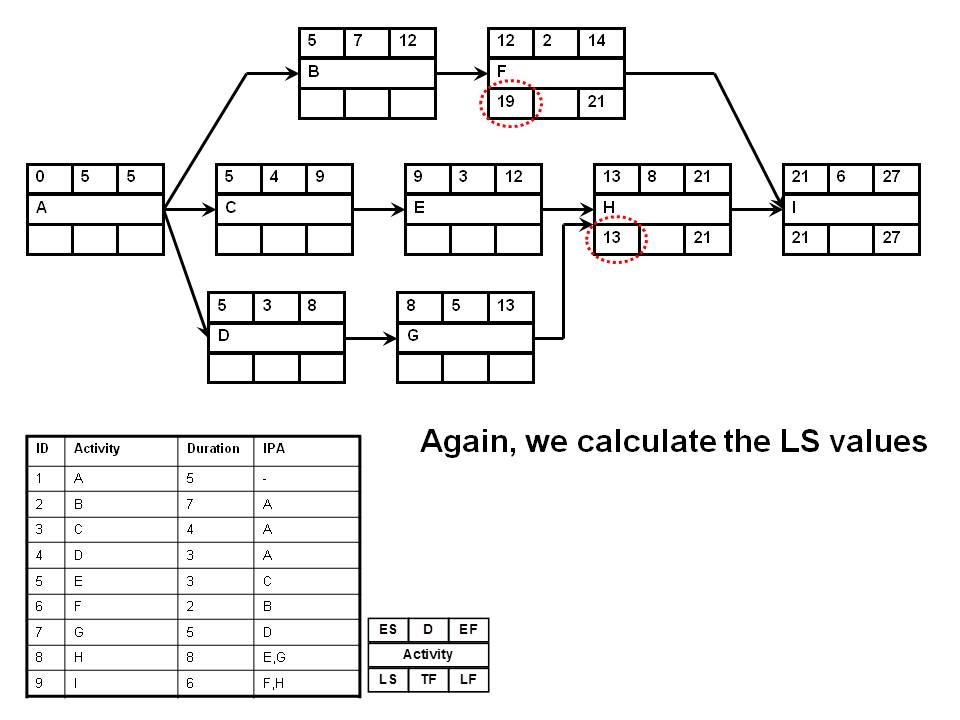 5 7 12
B
12 2 14
F
19 21
0 5 5
A
5 4 9
C
9 3 12
E
13 8 21
H
13 21
21 6 27
I
21 27
5 3 8
D
8 5 13
G
Again, we calculate the LS values
ID Activity Duration IPA
1 A 5 -
2 B 7 A
3 C 4 A
4 D 3 A
5 E 3 C
6 F 2 B
7 G 5 D
8 H 8 E,G
9 I 6 F,H
ES D EF
Activity
LS TF LF